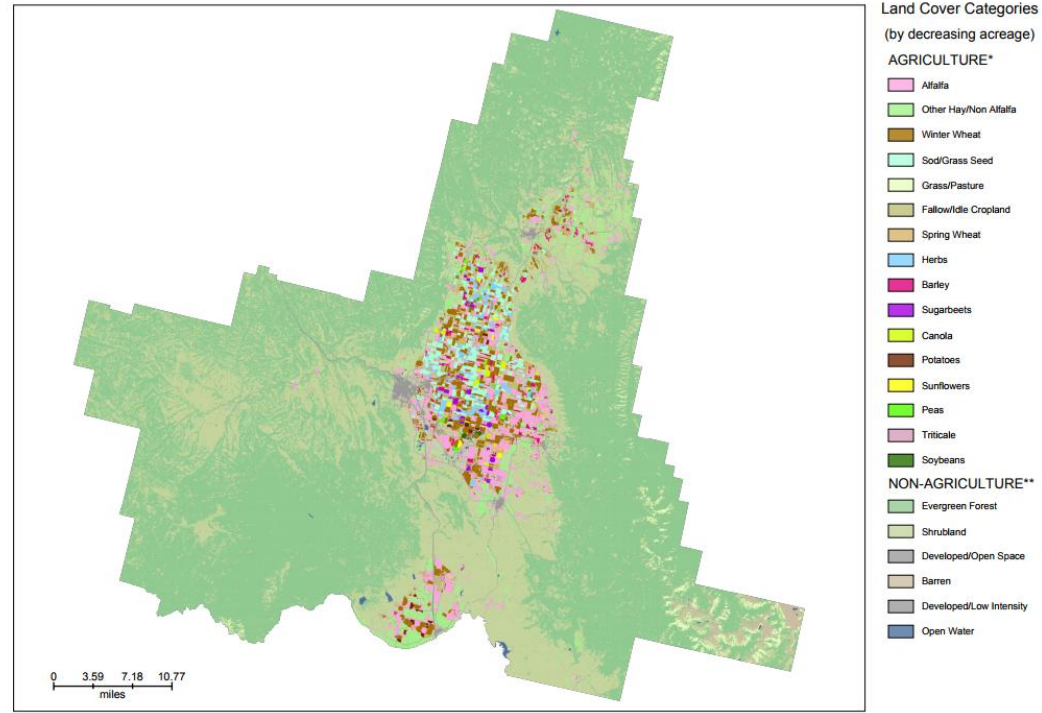 Land Cover Categories
(by decreasing acreage)
AGRICULTURE*
Alfalfa
Other Hay/Non Alfalfa
Winter Wheat
Sod/Grass Seed
Grass/Pasture
Fallow/Idle Cropland
Spring Wheat
Herbs
Barley
Sugarbeets
Canola
Potatoes
Sunflowers
Peas
Triticale
Soybeans
NON-AGRICULTURE**
Evergreen Forest
Shrubland
Developed/Open Space
Barren
Developed/Low Intensity
Open Water
0 3.59 7.18 10.77
miles